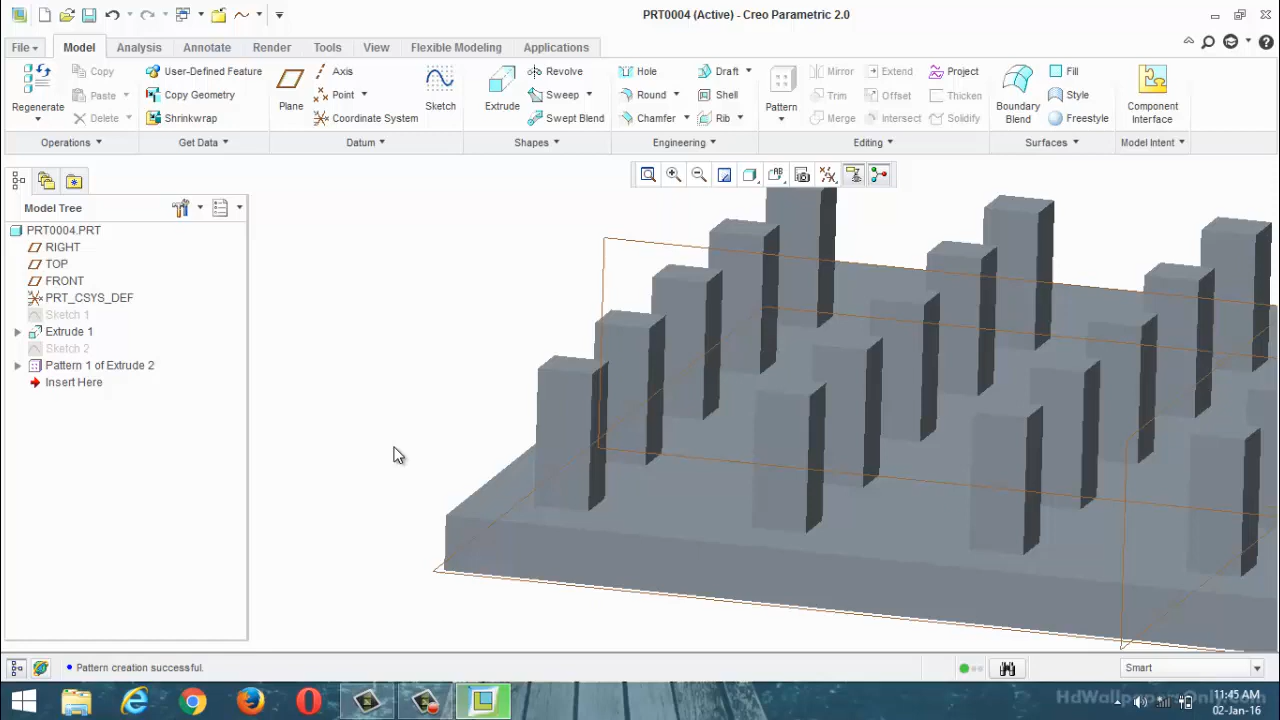 PRT0004 (Active) - Creo Parametric 2.0
File Model Analysis Annotate Render Tools View Flexible Modeling Applications
Regenerate
Copy
Paste
Delete
Operations
User-Defined Feature
Copy Geometry
Shrinkwrap
Get Data
Plane
Axis
Point
Coordinate System
Sketch
Datum
Extrude
Revolve
Sweep
Swept Blend
Shapes
Hole
Round
Chamfer
Draft
Shell
Rib
Engineering
Pattern
Mirror
Trim
Merge
Extend
Offset
Intersect
Project
Thicken
Solidify
Editing
Boundary
Blend
Fill
Style
Freestyle
Surfaces
Component
Interface
Model Intent
Model Tree
PRT0004.PRT
RIGHT
TOP
FRONT
PRT_CSYS_DEF
Sketch 1
Extrude 1
Sketch 2
Pattern 1 of Extrude 2
Insert Here
Pattern creation successful.
Smart
HdWallpapersOnly.com
11:45 AM
02-Jan-16